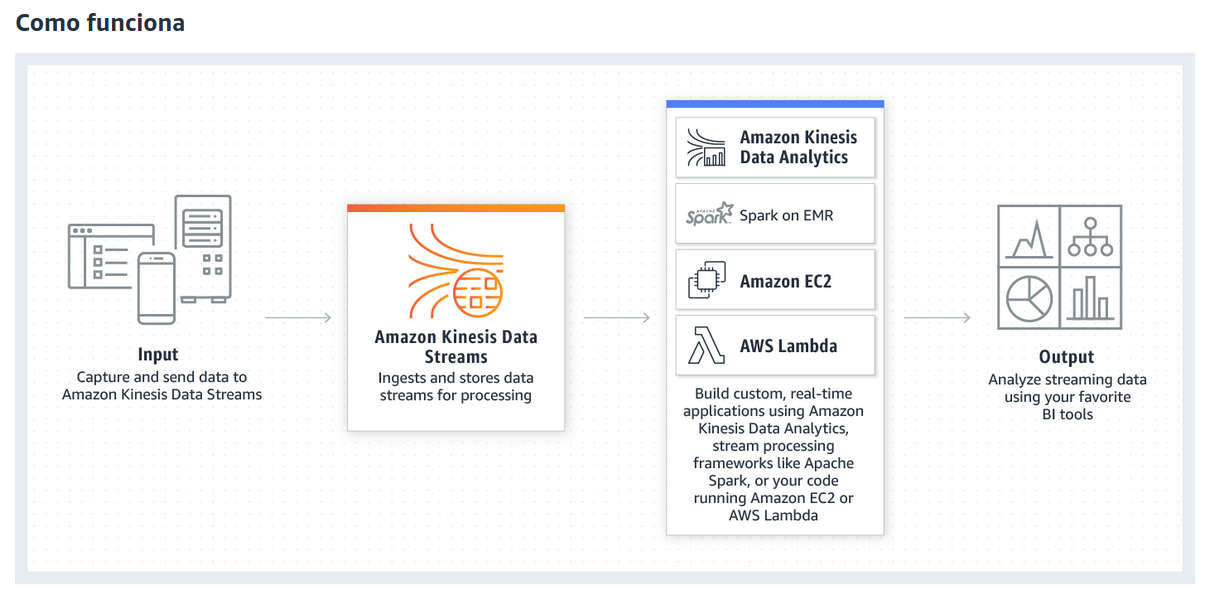 Como funciona
Input
Capture and send data to
Amazon Kinesis Data Streams
Amazon Kinesis Data
Streams
Ingests and stores data
streams for processing
Amazon Kinesis
Data Analytics
APACHE
Spark
Spark on EMR
Amazon EC2
AWS Lambda
Build custom, real-time
applications using Amazon
Kinesis Data Analytics,
stream processing
frameworks like Apache
Spark, or your code
running Amazon EC2 or
AWS Lambda
Output
Analyze streaming data
using your favorite
BI tools